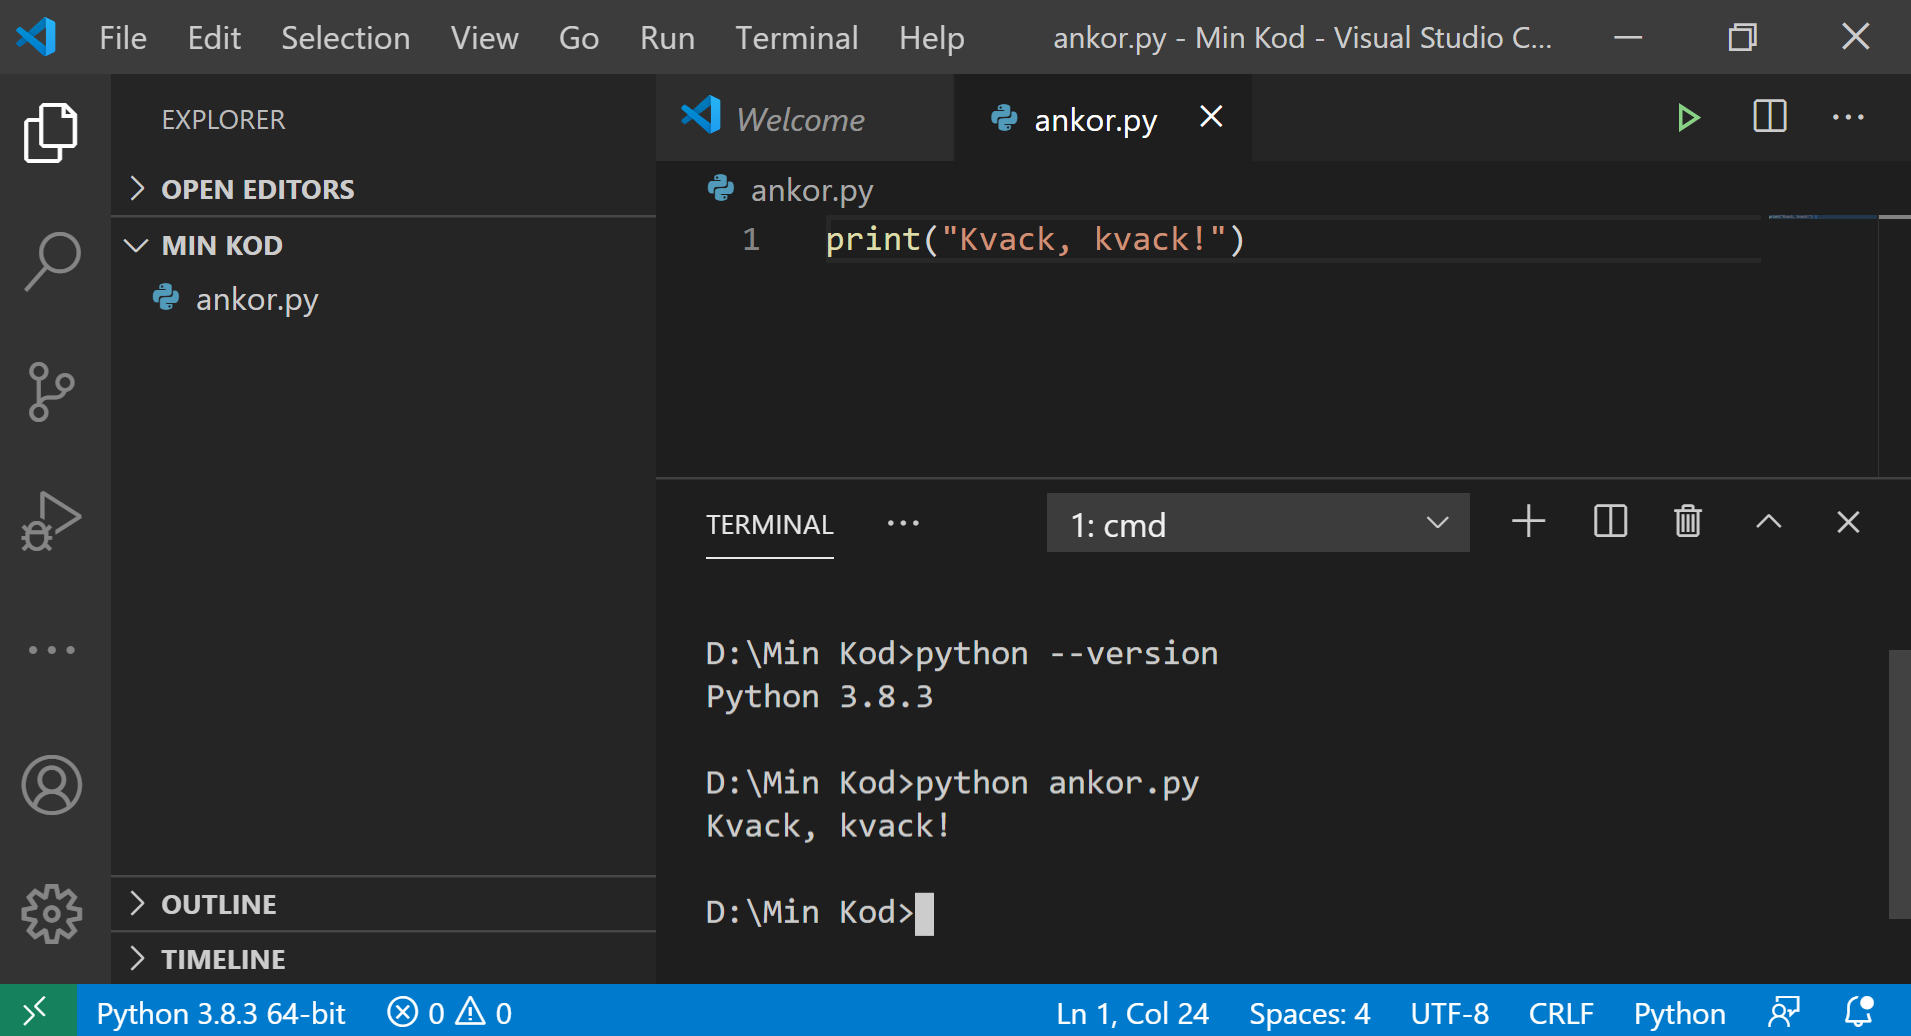 File Edit Selection View Go Run Terminal Help ankor.py - Min Kod - Visual Studio C...
EXPLORER
OPEN EDITORS
MIN KOD
ankor.py
Welcome
ankor.py
ankor.py
1 print("Kvack, kvack!")
TERMINAL ... 1: cmd
D:\Min Kod>python --version
Python 3.8.3
D:\Min Kod>python ankor.py
Kvack, kvack!
D:\Min Kod>
OUTLINE
TIMELINE
Python 3.8.3 64-bit 0 0 Ln 1, Col 24 Spaces: 4 UTF-8 CRLF Python